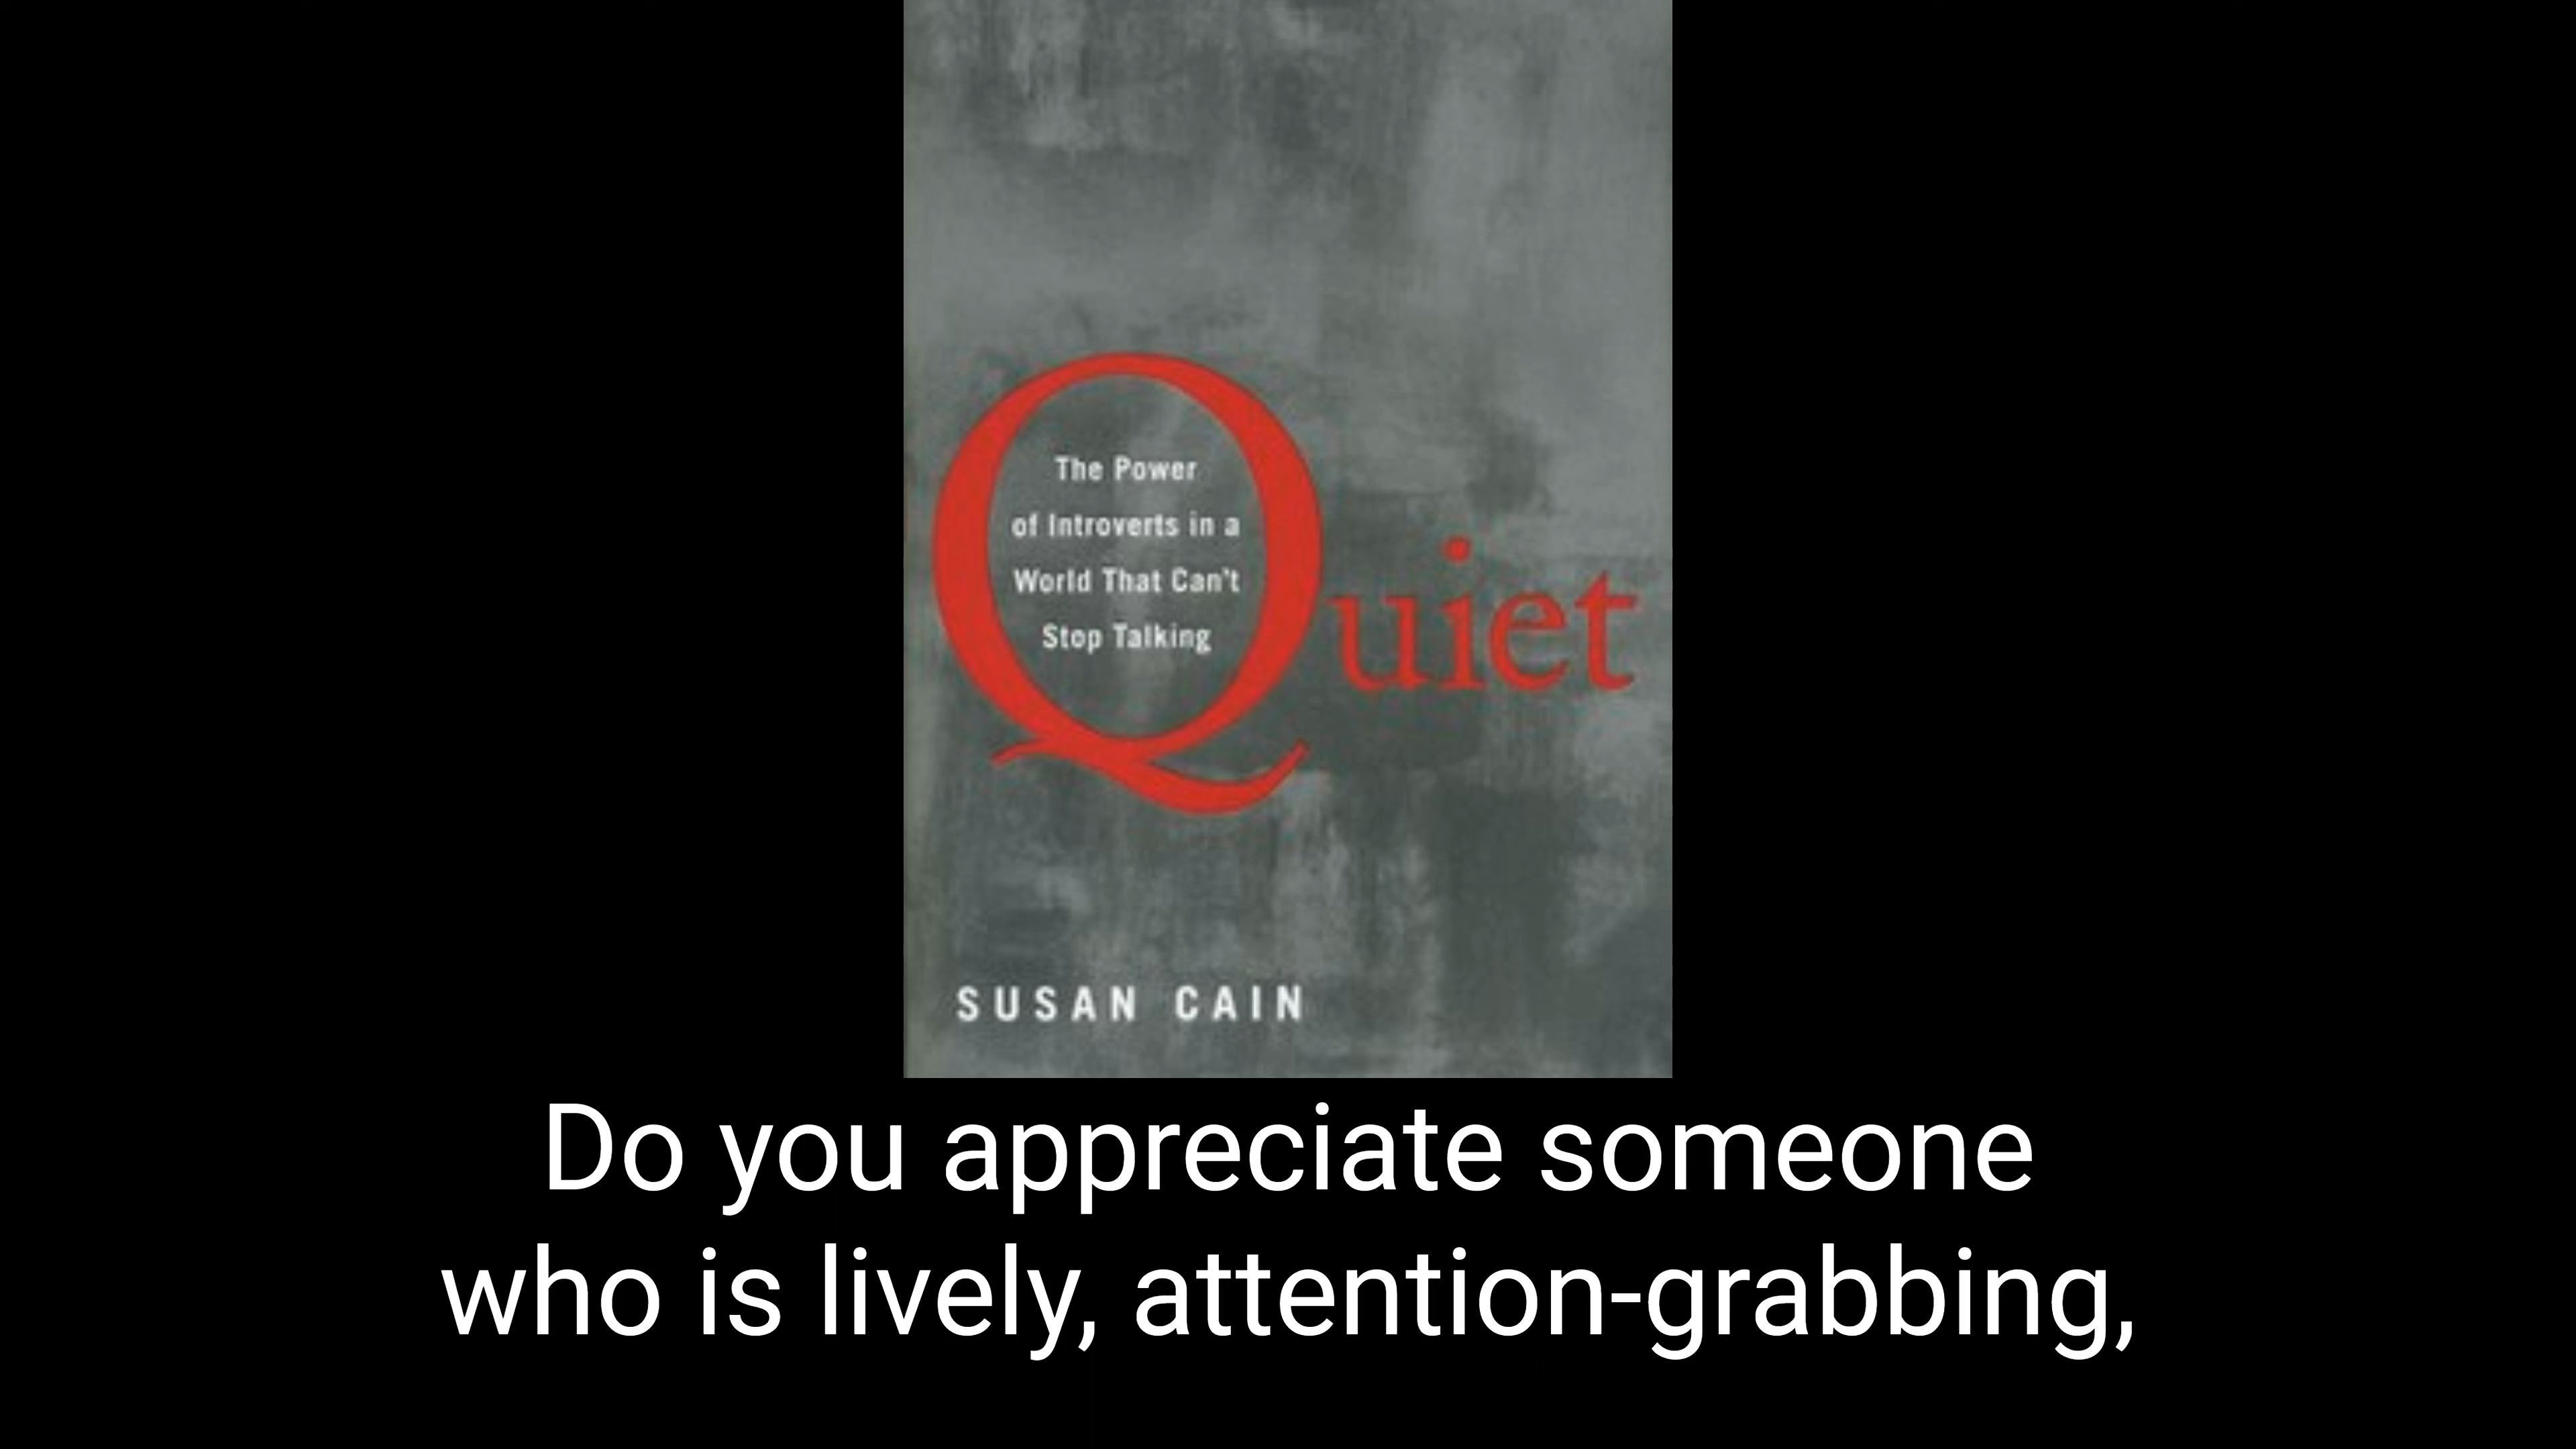 The Power
of Introverts in a
World That Can't
Stop Talking
Quiet
SUSAN CAIN
Do you appreciate someone
who is lively, attention-grabbing,